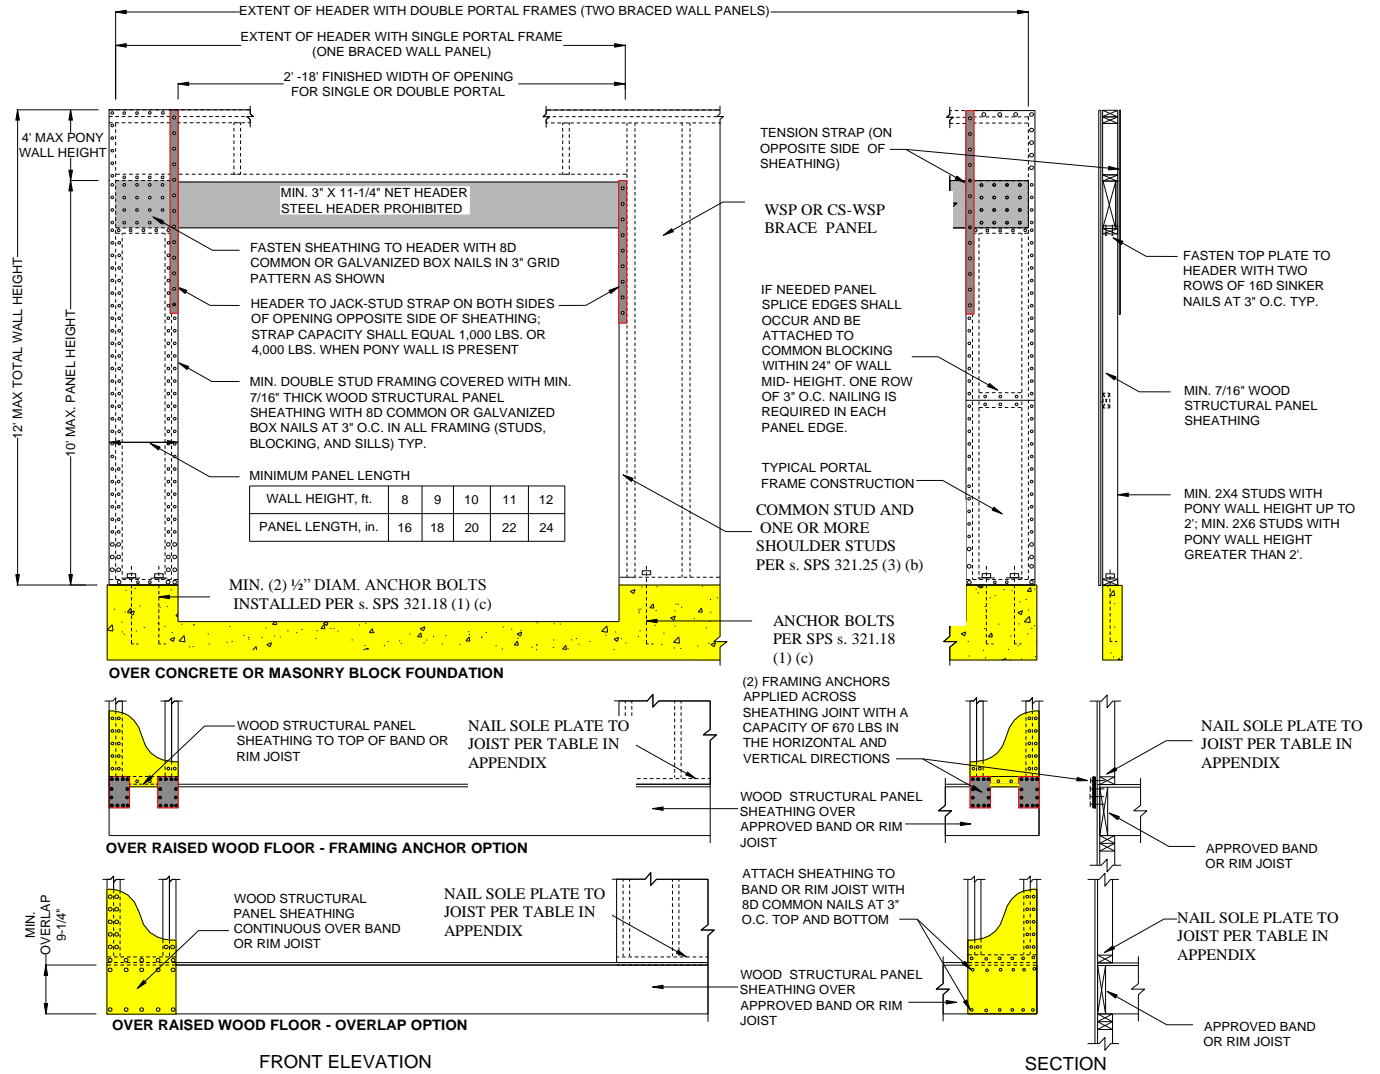 EXTENT OF HEADER WITH DOUBLE PORTAL FRAMES (TWO BRACED WALL PANELS)
EXTENT OF HEADER WITH SINGLE PORTAL FRAME
(ONE BRACED WALL PANEL)
2' -18' FINISHED WIDTH OF OPENING
FOR SINGLE OR DOUBLE PORTAL
4' MAX PONY
WALL HEIGHT
12' MAX TOTAL WALL HEIGHT
10' MAX. PANEL HEIGHT
MIN. 3" X 11-1/4" NET HEADER
STEEL HEADER PROHIBITED
FASTEN SHEATHING TO HEADER WITH 8D
COMMON OR GALVANIZED BOX NAILS IN 3" GRID
PATTERN AS SHOWN
HEADER TO JACK-STUD STRAP ON BOTH SIDES
OF OPENING OPPOSITE SIDE OF SHEATHING;
STRAP CAPACITY SHALL EQUAL 1,000 LBS. OR
4,000 LBS. WHEN PONY WALL IS PRESENT
MIN. DOUBLE STUD FRAMING COVERED WITH MIN.
7/16" THICK WOOD STRUCTURAL PANEL
SHEATHING WITH 8D COMMON OR GALVANIZED
BOX NAILS AT 3" O.C. IN ALL FRAMING (STUDS,
BLOCKING, AND SILLS) TYP.
MINIMUM PANEL LENGTH
WALL HEIGHT, ft. 8 9 10 11 12
PANEL LENGTH, in. 16 18 20 22 24
MIN. (2) ½” DIAM. ANCHOR BOLTS
INSTALLED PER s. SPS 321.18 (1) (c)
OVER CONCRETE OR MASONRY BLOCK FOUNDATION
TENSION STRAP (ON
OPPOSITE SIDE OF
SHEATHING)
WSP OR CS-WSP
BRACE PANEL
IF NEEDED PANEL
SPLICE EDGES SHALL
OCCUR AND BE
ATTACHED TO
COMMON BLOCKING
WITHIN 24" OF WALL
MID- HEIGHT. ONE ROW
OF 3" O.C. NAILING IS
REQUIRED IN EACH
PANEL EDGE.
TYPICAL PORTAL
FRAME CONSTRUCTION
COMMON STUD AND
ONE OR MORE
SHOULDER STUDS
PER s. SPS 321.25 (3) (b)
ANCHOR BOLTS
PER SPS s. 321.18
(1) (c)
FASTEN TOP PLATE TO
HEADER WITH TWO
ROWS OF 16D SINKER
NAILS AT 3" O.C. TYP.
MIN. 7/16" WOOD
STRUCTURAL PANEL
SHEATHING
MIN. 2X4 STUDS WITH
PONY WALL HEIGHT UP TO
2'; MIN. 2X6 STUDS WITH
PONY WALL HEIGHT
GREATER THAN 2'.
WOOD STRUCTURAL PANEL
SHEATHING TO TOP OF BAND OR
RIM JOIST
NAIL SOLE PLATE TO
JOIST PER TABLE IN
APPENDIX
(2) FRAMING ANCHORS
APPLIED ACROSS
SHEATHING JOINT WITH A
CAPACITY OF 670 LBS IN
THE HORIZONTAL AND
VERTICAL DIRECTIONS
WOOD STRUCTURAL PANEL
SHEATHING OVER
APPROVED BAND OR RIM
JOIST
NAIL SOLE PLATE TO
JOIST PER TABLE IN
APPENDIX
APPROVED BAND
OR RIM JOIST
OVER RAISED WOOD FLOOR - FRAMING ANCHOR OPTION
MIN.
OVERLAP
9-1/4"
WOOD STRUCTURAL
PANEL SHEATHING
CONTINUOUS OVER BAND
OR RIM JOIST
NAIL SOLE PLATE TO
JOIST PER TABLE IN
APPENDIX
ATTACH SHEATHING TO
BAND OR RIM JOIST WITH
8D COMMON NAILS AT 3"
O.C. TOP AND BOTTOM
WOOD STRUCTURAL PANEL
SHEATHING OVER
APPROVED BAND OR RIM
JOIST
NAIL SOLE PLATE TO
JOIST PER TABLE IN
APPENDIX
APPROVED BAND
OR RIM JOIST
OVER RAISED WOOD FLOOR - OVERLAP OPTION
FRONT ELEVATION
SECTION